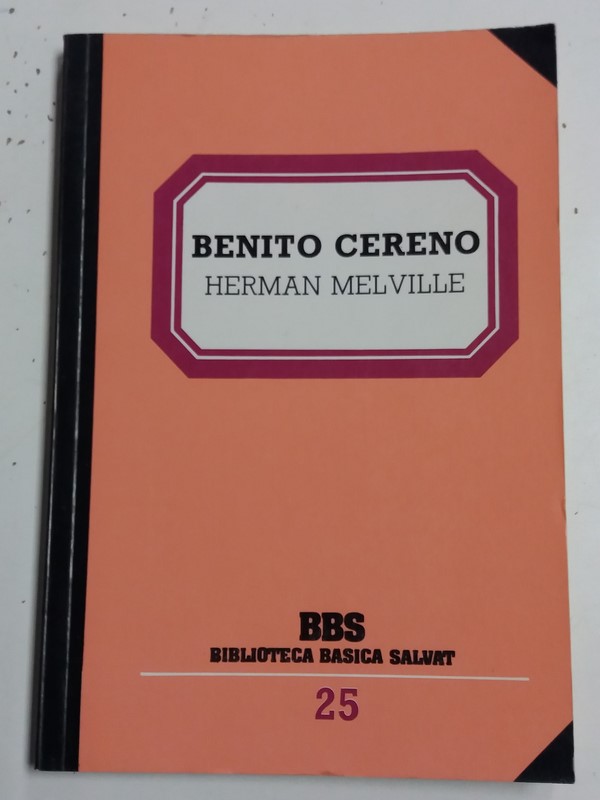 BENITO CERENO
HERMAN MELVILLE
BBS
BIBLIOTECA BASICA SALVAT
25